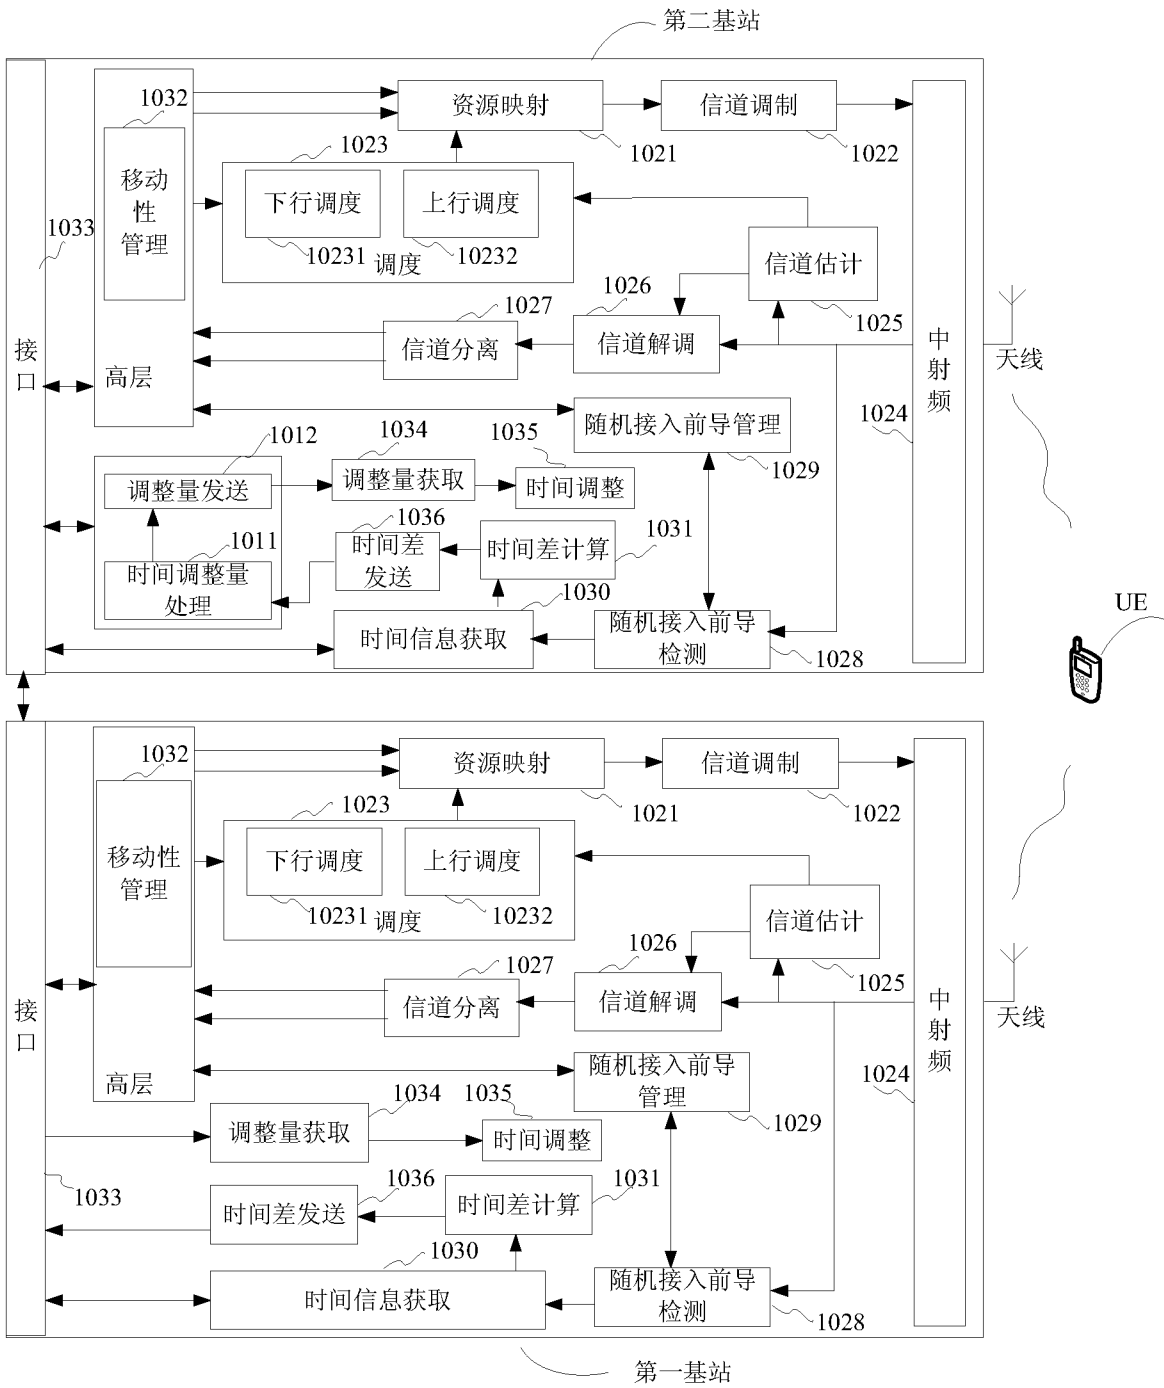 第二基站
1032
资源映射
信道调制
1021
1022
1023
移动
性
管理
下行调度
上行调度
10231
10232
调度
1033
信道估计
1025
1026
1027
信道分离
信道解调
接
口
高层
中
射
频
天线
1024
随机接入前导管理
1029
1012
1034
1035
调整量发送
调整量获取
时间调整
1036
1031
1011
时间差
发送
时间差计算
时间调整量
处理
1030
时间信息获取
随机接入前导
检测
1028
UE
1032
资源映射
信道调制
1021
1022
1023
移动性
管理
下行调度
上行调度
10231
10232
调度
信道估计
1025
1026
1027
信道分离
信道解调
接
口
中
射
频
天线
高层
随机接入前导
管理
1024
1029
1034
1035
调整量获取
时间调整
1033
1036
1031
时间差发送
时间差计算
1030
时间信息获取
随机接入前导
检测
1028
第一基站